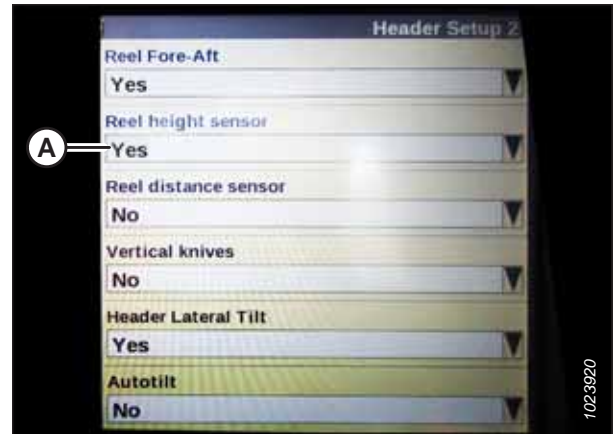 Header Setup 2
Reel Fore-Aft
Yes
Reel height sensor
A
Yes
Reel distance sensor
No
Vertical knives
No
Header Lateral Tilt
Yes
Autotilt
No
1023920